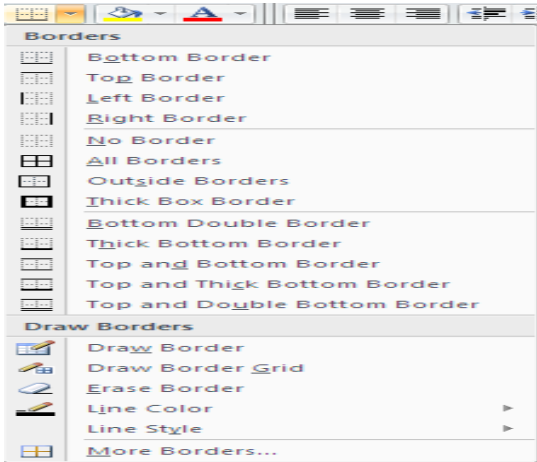 A
Borders
Bottom Border
Top Border
Left Border
Right Border
No Border
All Borders
Outside Borders
Thick Box Border
Bottom Double Border
Thick Bottom Border
Top and Bottom Border
Top and Thick Bottom Border
Top and Double Bottom Border
Draw Borders
Draw Border
Draw Border Grid
Erase Border
Line Color
Line Style
More Borders...